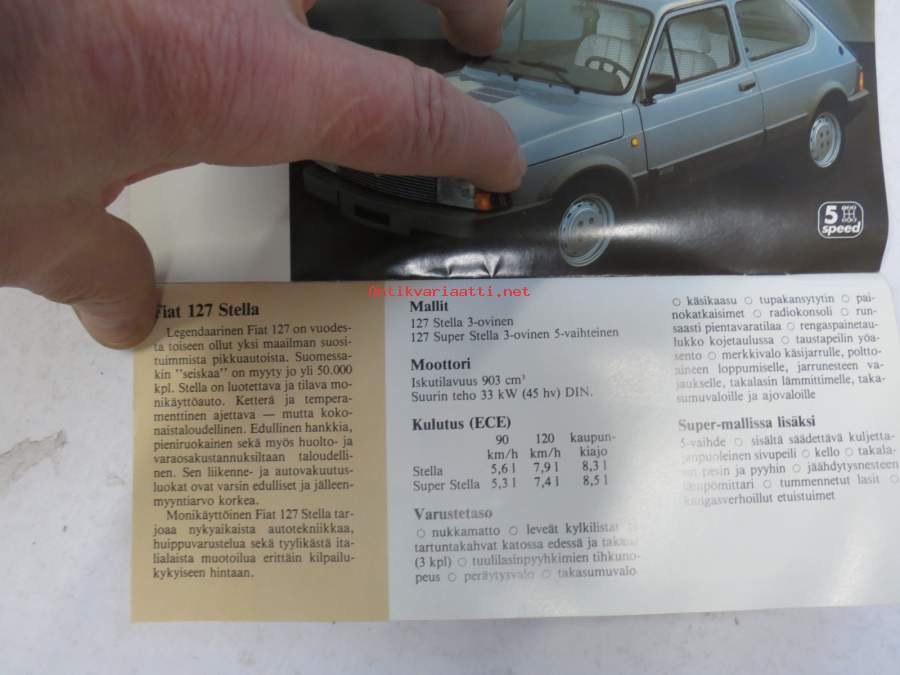 5
speed
antikvariaatti.net
Fiat 127 Stella
Legendaarinen Fiat 127 on vuodes-
ta toiseen ollut yksi maailman suosi-
tuimmista pikkuautoista. Suomessa-
kin "seiskaa" on myyty jo yli 50.000
kpl. Stella on luotettava ja tilava mo-
nikäyttöauto. Ketterä ja tempera-
menttinen ajettava — mutta koko-
naistaloudellinen. Edullinen hankkia,
pieniruokainen sekä myös huolto- ja
varaosakustannuksiltaan taloudelli-
nen. Sen liikenne- ja autovakuutus-
luokat ovat varsin edulliset ja jälleen-
myyntiarvo korkea.
Monikäyttöinen Fiat 127 Stella tar-
joaa nykyaikaista autotekniikkaa,
huippuvarustelua sekä tyylikästä ita-
lialaista muotoilua erittäin kilpailu-
kykyiseen hintaan.
Mallit
127 Stella 3-ovinen
127 Super Stella 3-ovinen 5-vaihteinen
Moottori
Iskutilavuus 903 cm³
Suurin teho 33 kW (45 hv) DIN.
Kulutus (ECE)
90 120 kaupun-
km/h km/h kiajo
Stella 5,6 l 7,9 l 8,3 l
Super Stella 5,3 l 7,4 l 8,5 l
Varustetaso
○ nukkamatto ○ leveät kylkilistat
tartuntakahvat katossa edessä ja takana
(3 kpl) ○ tuulilasinpyyhkimien tihkuno-
peus ○ peräytysvalo ○ takasumuvalo
○ käsikaasu ○ tupakansytytin ○ pai-
nokatkaisimet ○ radiokonsoli ○ run-
saasti pientavaratilaa ○ rengaspainetau-
lukko kojetaulussa ○ taustapeilin yöa-
sento ○ merkkivalo käsijarrulle, poltto-
aineen loppumiselle, jarrunesteen va-
jaukselle, takalasin lämmittimelle, taka-
sumuvaloille ja ajovaloille
Super-mallissa lisäksi
5-vaihde ○ sisältä säädettävä kuljetta-
janpuoleinen sivupeili ○ kello ○ takala-
sin pesin ja pyyhin ○ jäähdytysnesteen
lämpömittari ○ tummennetut lasit ○
kangasverhoillut etuistuimet